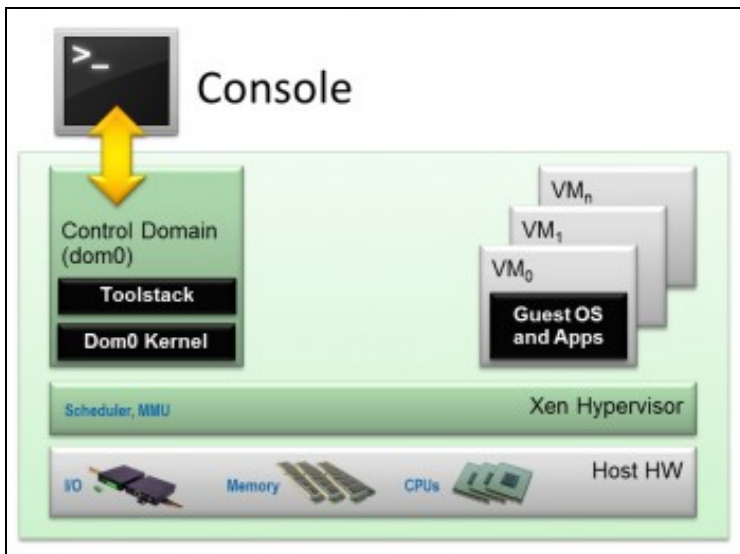 >_
Console
Control Domain
(dom0)
Toolstack
Dom0 Kernel
VMn
VM1
VM0
Guest OS
and Apps
Scheduler, MMU
Xen Hypervisor
I/O
Memory
CPUs
Host HW